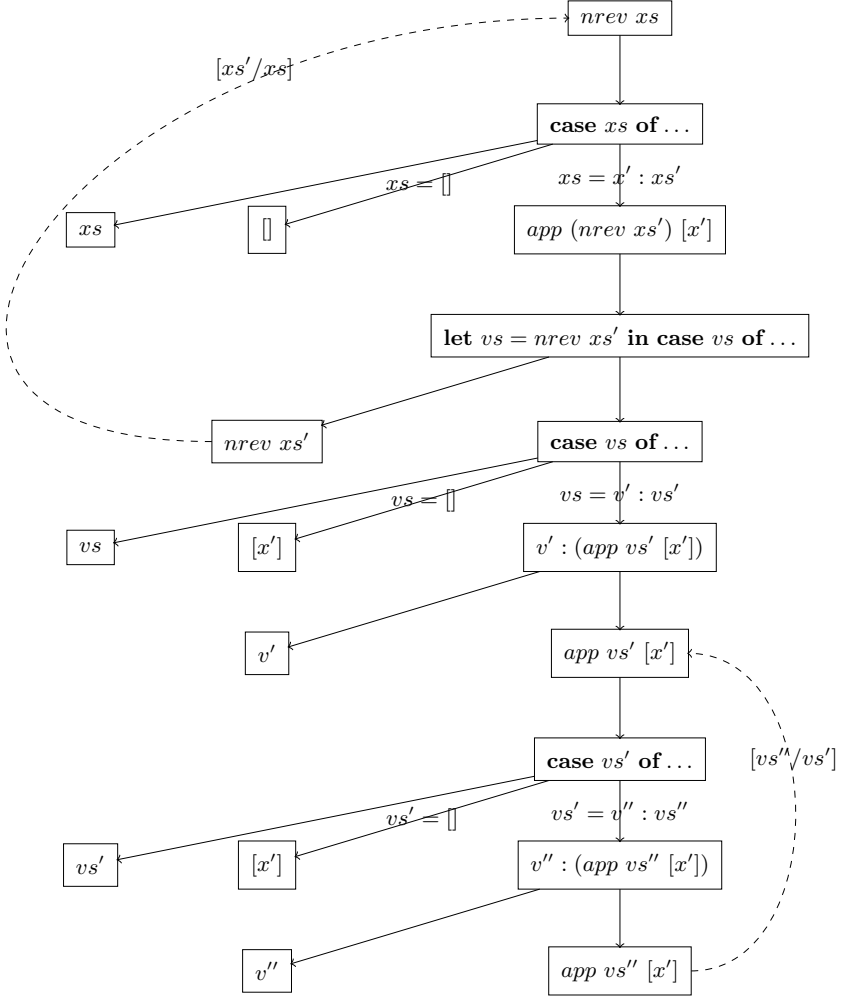 nrev xs
[xs′/xs]
case xs of …
xs = []
xs = x′ : xs′
xs
[]
app (nrev xs′) [x′]
let vs = nrev xs′ in case vs of …
nrev xs′
case vs of …
vs = []
vs = v′ : vs′
vs
[x′]
v′ : (app vs′ [x′])
v′
app vs′ [x′]
case vs′ of …
[vs′′/vs′]
vs′ = []
vs′ = v′′ : vs′′
vs′
[x′]
v′′ : (app vs′′ [x′])
v′′
app vs′′ [x′]